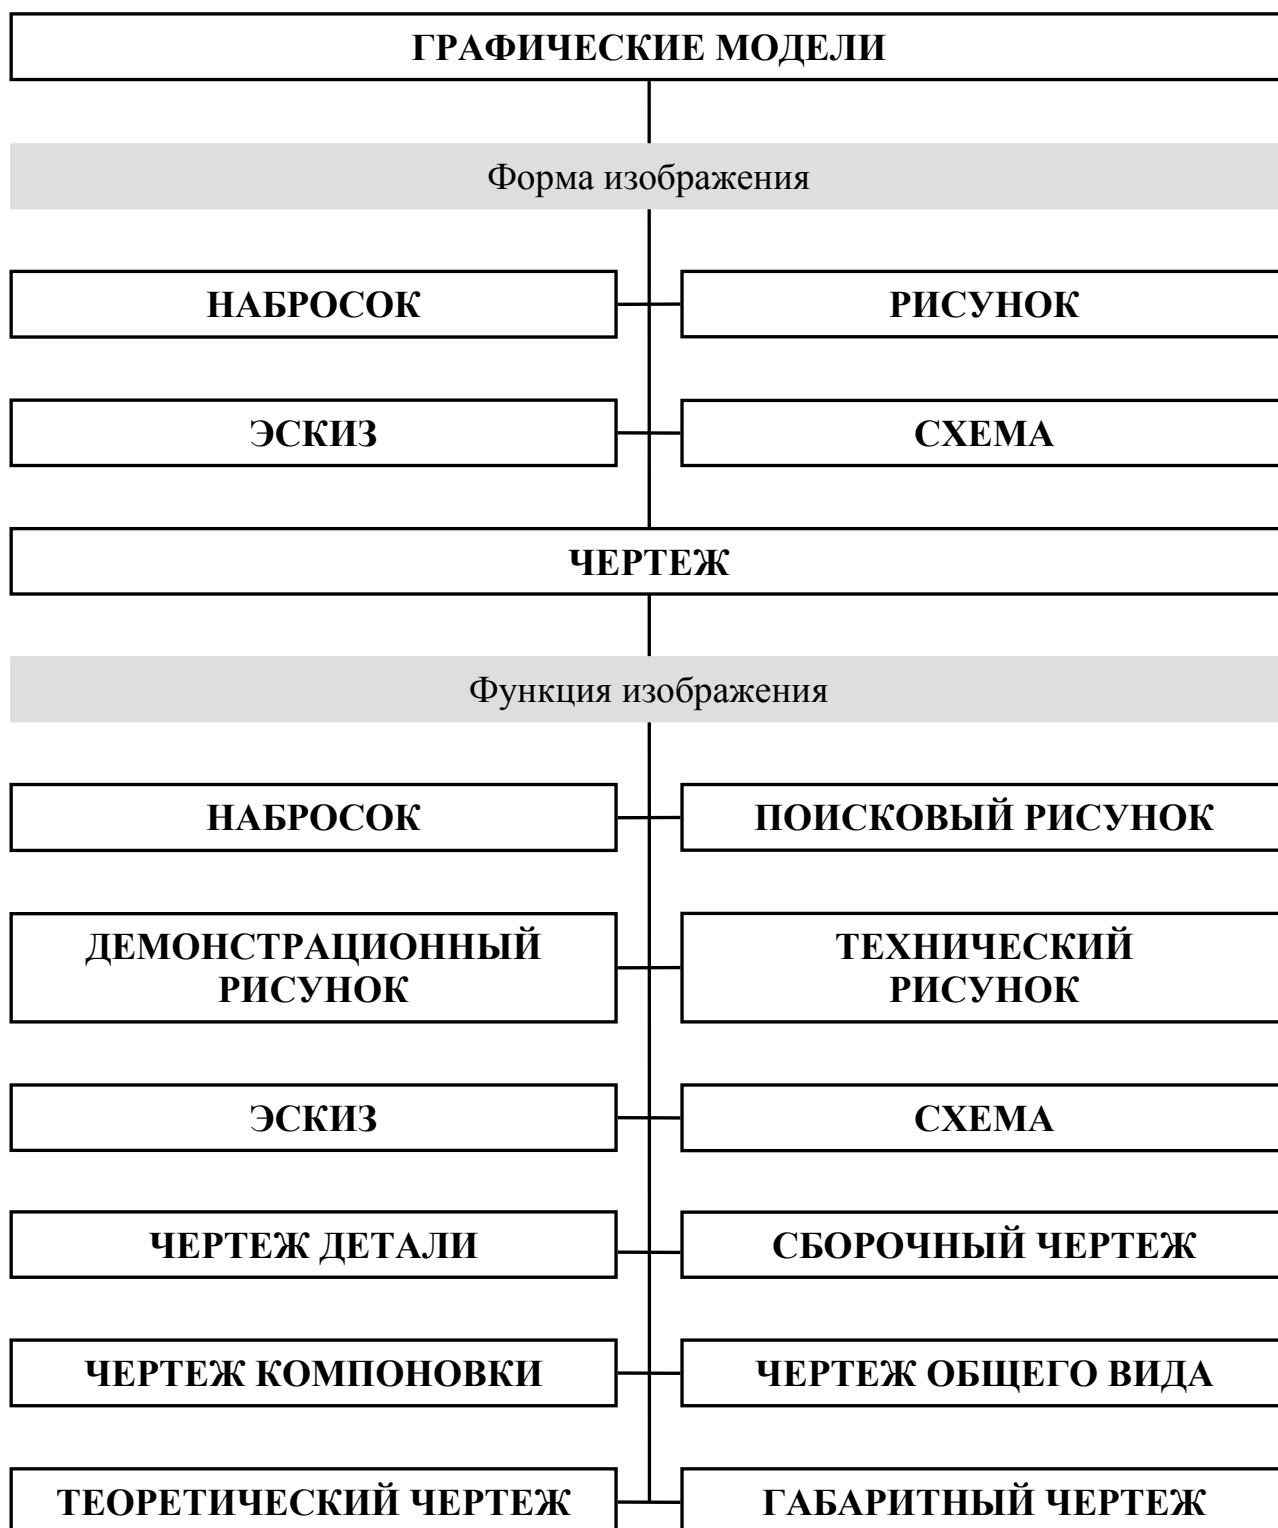 ГРАФИЧЕСКИЕ МОДЕЛИ
Форма изображения
НАБРОСОК
РИСУНОК
ЭСКИЗ
СХЕМА
ЧЕРТЕЖ
Функция изображения
НАБРОСОК
ПОИСКОВЫЙ РИСУНОК
ДЕМОНСТРАЦИОННЫЙ
РИСУНОК
ТЕХНИЧЕСКИЙ
РИСУНОК
ЭСКИЗ
СХЕМА
ЧЕРТЕЖ ДЕТАЛИ
СБОРОЧНЫЙ ЧЕРТЕЖ
ЧЕРТЕЖ КОМПОНОВКИ
ЧЕРТЕЖ ОБЩЕГО ВИДА
ТЕОРЕТИЧЕСКИЙ ЧЕРТЕЖ
ГАБАРИТНЫЙ ЧЕРТЕЖ